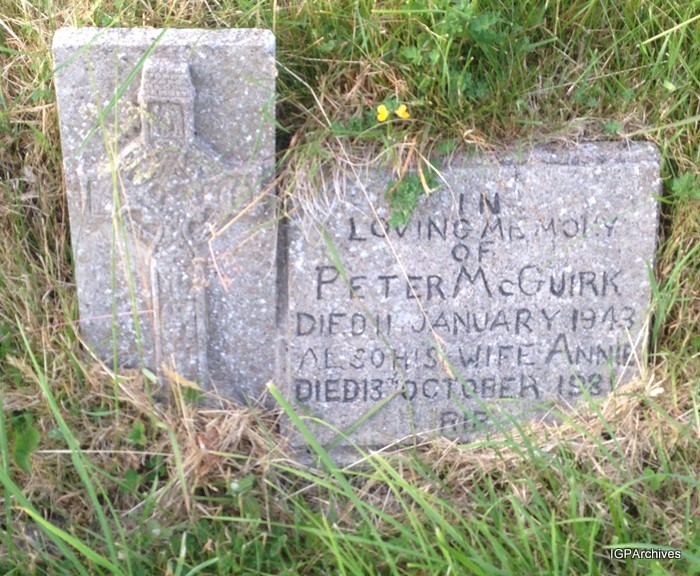 IN
LOVING MEMORY
OF
PETER McGUIRK
DIED 11 JANUARY 1943
ALSO HIS WIFE ANNIE
DIED 13TH OCTOBER 1981
RIP
IGPArchives